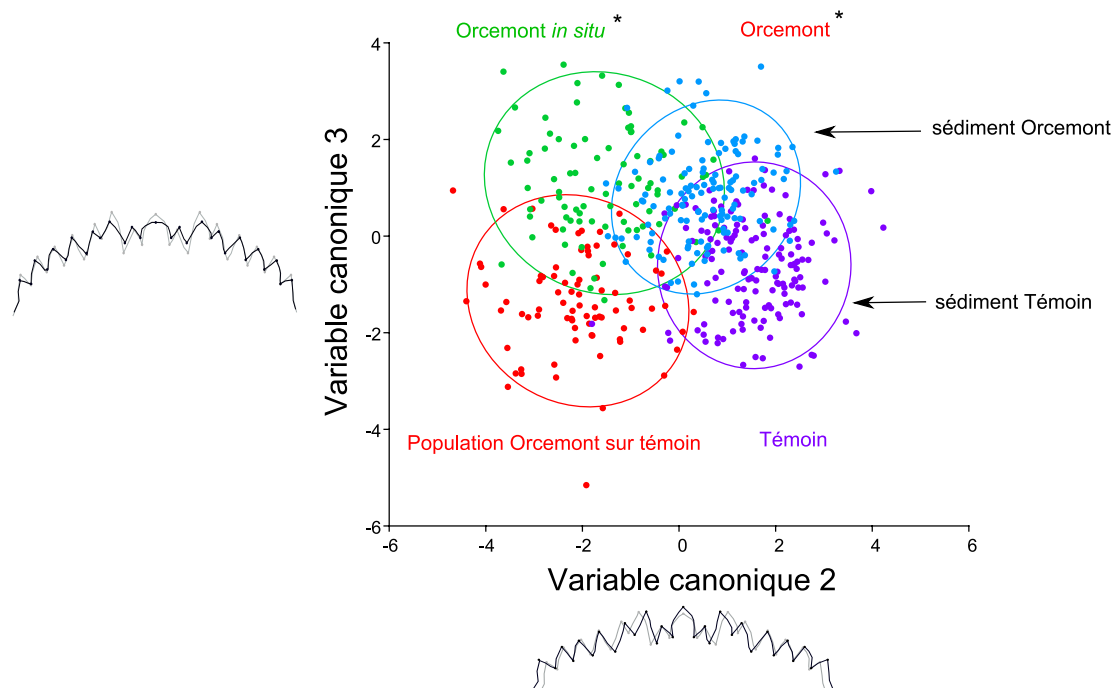 Orcemont in situ *
Orcemont *
sédiment Orcemont
sédiment Témoin
Population Orcemont sur témoin
Témoin
Variable canonique 3
4
2
0
-2
-4
-6
-6
-4
-2
0
2
4
6
Variable canonique 2